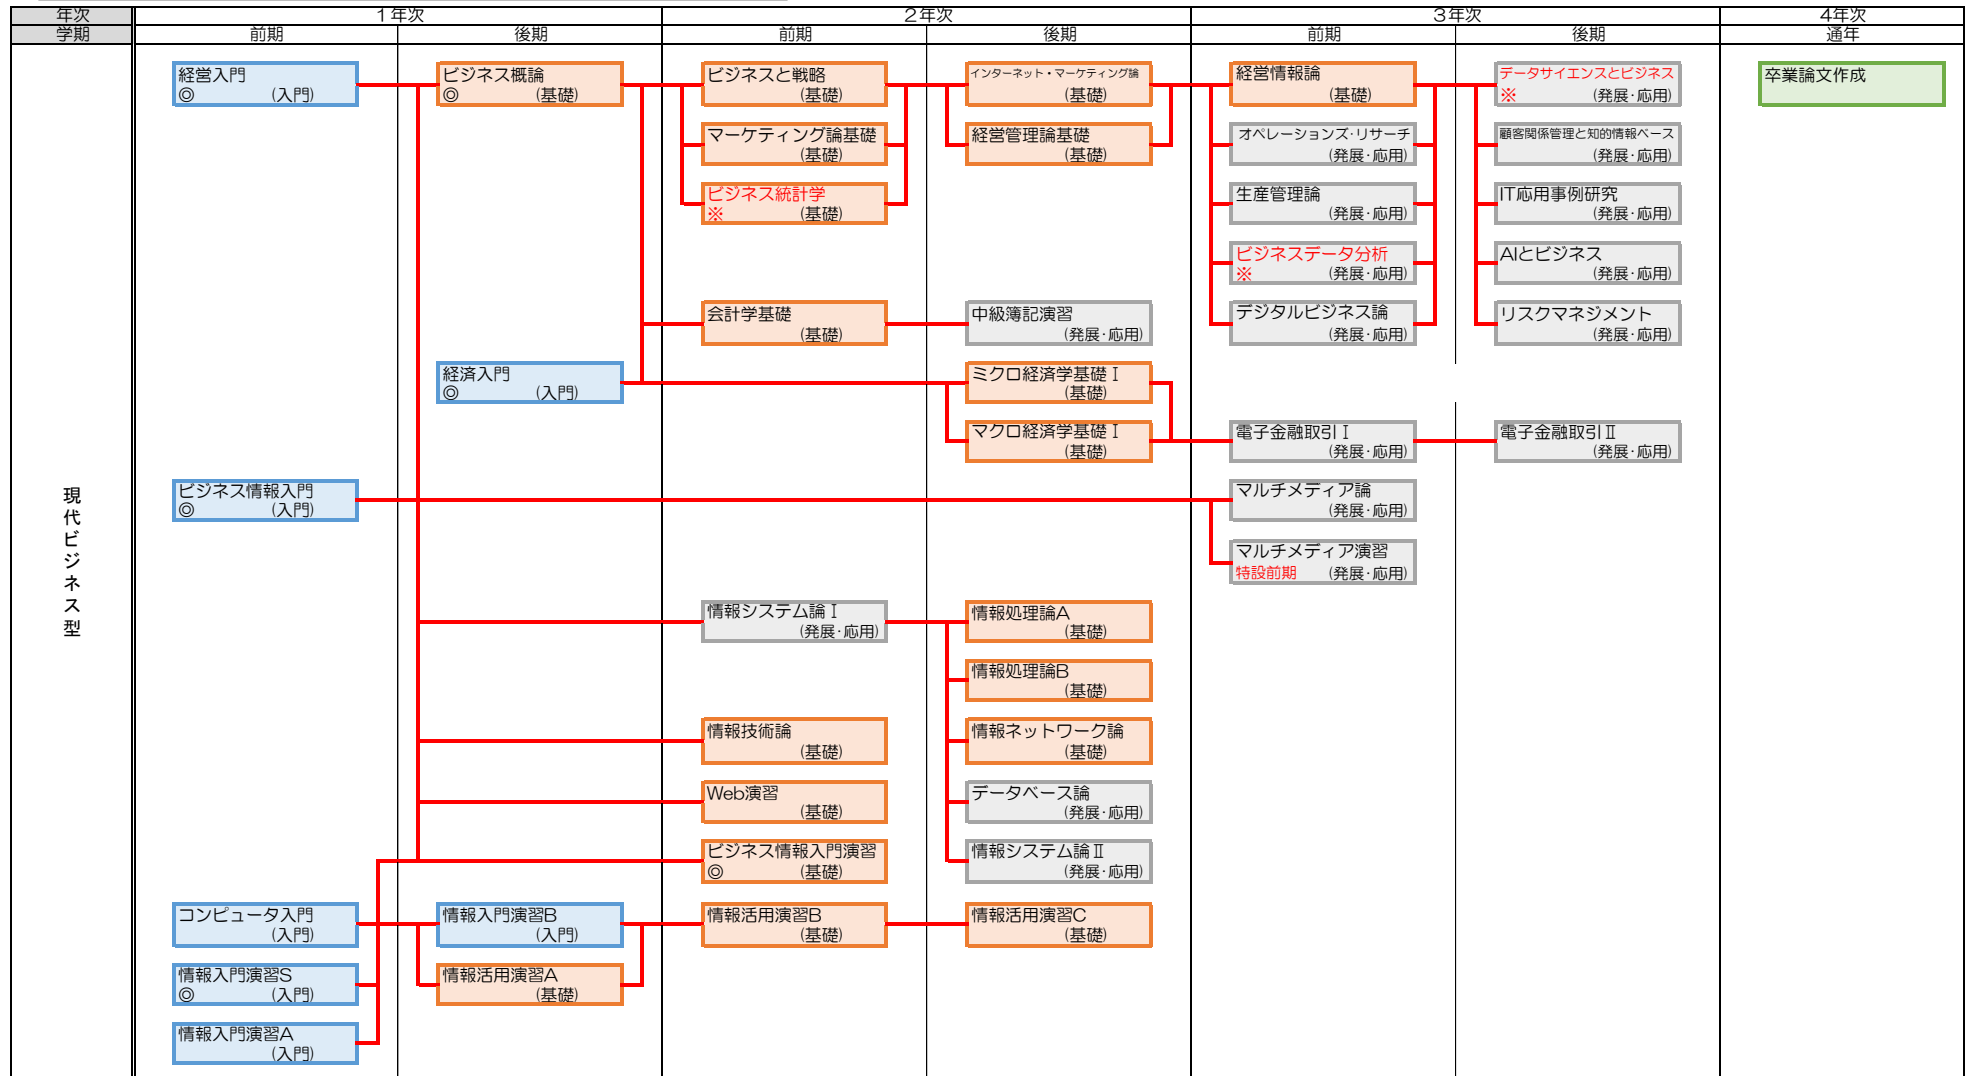 年次 1年次 2年次 3年次 4年次
学期 前期 後期 前期 後期 前期 後期 通年
現代ビジネス型
経営入門
◎ (入門)
ビジネス概論
◎ (基礎)
ビジネスと戦略
(基礎)
インターネット・マーケティング論
(基礎)
経営情報論
(基礎)
データサイエンスとビジネス
※ (発展・応用)
卒業論文作成
マーケティング論基礎
(基礎)
経営管理論基礎
(基礎)
オペレーションズ・リサーチ
(発展・応用)
顧客関係管理と知的情報ベース
(発展・応用)
ビジネス統計学
※ (基礎)
生産管理論
(発展・応用)
IT応用事例研究
(発展・応用)
ビジネスデータ分析
※ (発展・応用)
AIとビジネス
(発展・応用)
会計学基礎
(基礎)
中級簿記演習
(発展・応用)
デジタルビジネス論
(発展・応用)
リスクマネジメント
(発展・応用)
経済入門
◎ (入門)
ミクロ経済学基礎Ⅰ
(基礎)
マクロ経済学基礎Ⅰ
(基礎)
電子金融取引Ⅰ
(発展・応用)
電子金融取引Ⅱ
(発展・応用)
ビジネス情報入門
◎ (入門)
マルチメディア論
(発展・応用)
マルチメディア演習
特設前期 (発展・応用)
情報システム論Ⅰ
(発展・応用)
情報処理論A
(基礎)
情報処理論B
(基礎)
情報技術論
(基礎)
情報ネットワーク論
(基礎)
Web演習
(基礎)
データベース論
(発展・応用)
ビジネス情報入門演習
◎ (基礎)
情報システム論Ⅱ
(発展・応用)
コンピュータ入門
(入門)
情報入門演習B
(入門)
情報活用演習B
(基礎)
情報活用演習C
(基礎)
情報入門演習S
◎ (入門)
情報活用演習A
(基礎)
情報入門演習A
(入門)